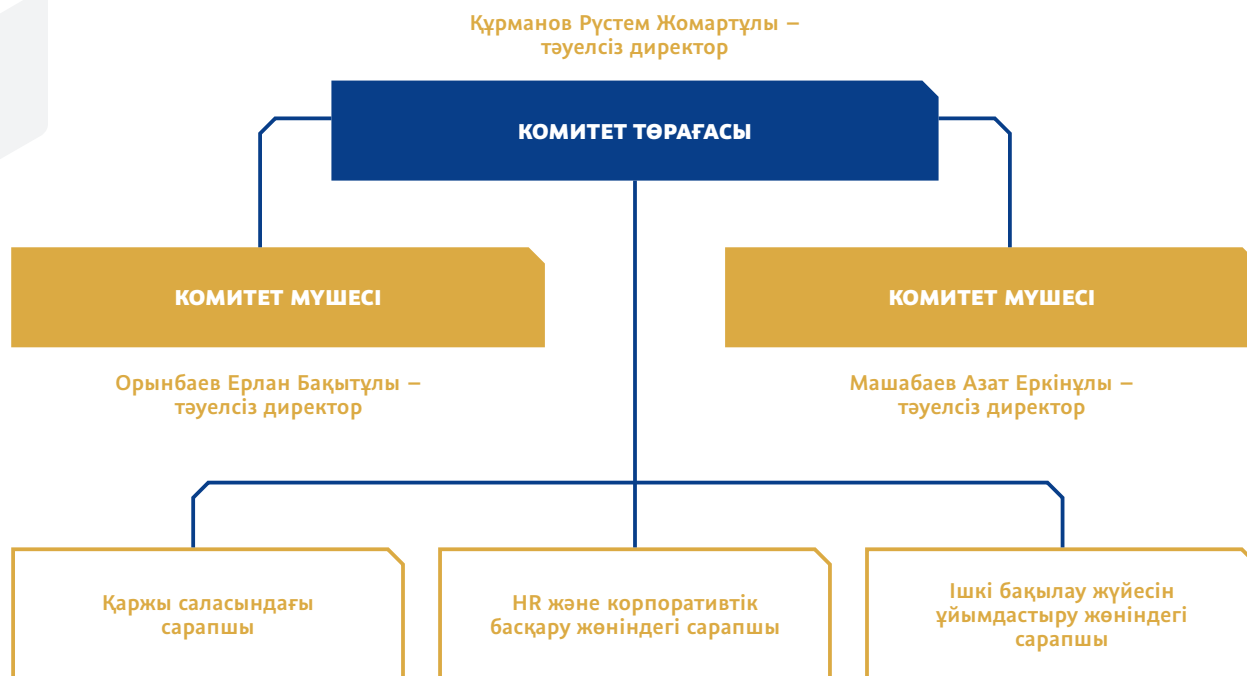 Құрманов Рүстем Жомартұлы –
тәуелсіз директор
КОМИТЕТ ТӨРАҒАСЫ
КОМИТЕТ МҮШЕСІ
Орынбаев Ерлан Бақытұлы –
тәуелсіз директор
КОМИТЕТ МҮШЕСІ
Машабаев Азат Еркінұлы –
тәуелсіз директор
Қаржы саласындағы
сарапшы
HR және корпоративтік
басқару жөніндегі сарапшы
Ішкі бақылау жүйесін
ұйымдастыру жөніндегі
сарапшы